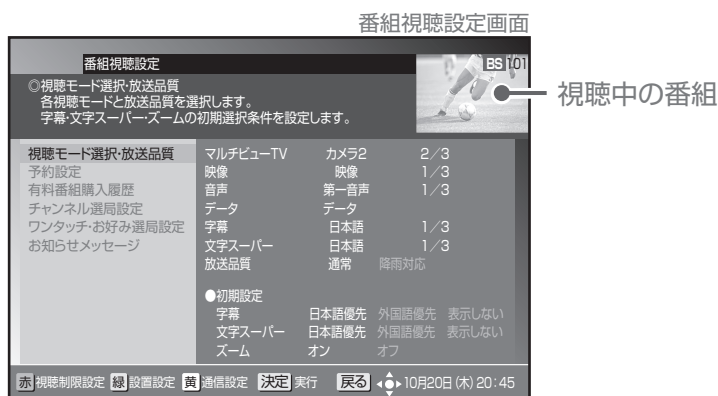 番組視聴設定画面
番組視聴設定
BS 101
◎視聴モード選択･放送品質
各視聴モードと放送品質を選択します。
字幕･文字スーパー･ズームの初期選択条件を設定します。
視聴中の番組
視聴モード選択･放送品質
予約設定
有料番組購入履歴
チャンネル選局設定
ワンタッチ･お好み選局設定
お知らせメッセージ
マルチビューTV カメラ2 2／3
映像 映像 1／3
音声 第一音声 1／3
データ データ
字幕 日本語 1／3
文字スーパー 日本語 1／3
放送品質 通常 降雨対応
●初期設定
字幕 日本語優先 外国語優先 表示しない
文字スーパー 日本語優先 外国語優先 表示しない
ズーム オン オフ
赤 視聴制限設定 緑 設置設定 黄 通信設定 決定 実行 戻る 10月20日(木) 20:45